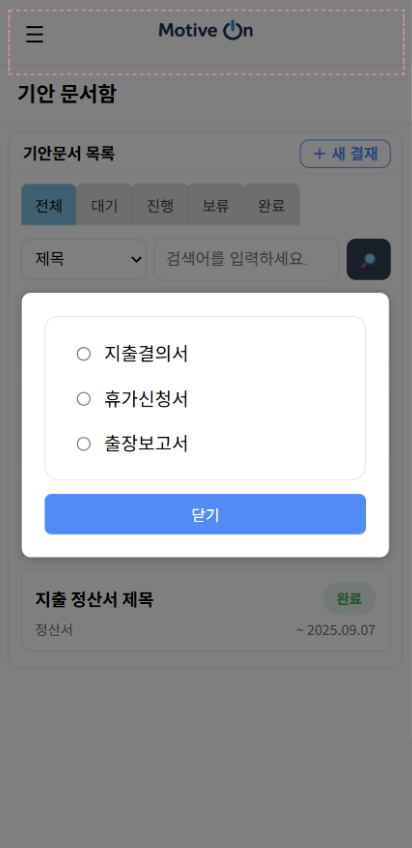 ☰ Motive On
기안 문서함
기안문서 목록 + 새 결재
전체 대기 진행 보류 완료
제목 검색어를 입력하세요.
지출결의서
휴가신청서
출장보고서
닫기
지출 정산서 제목 완료
정산서 ~ 2025.09.07